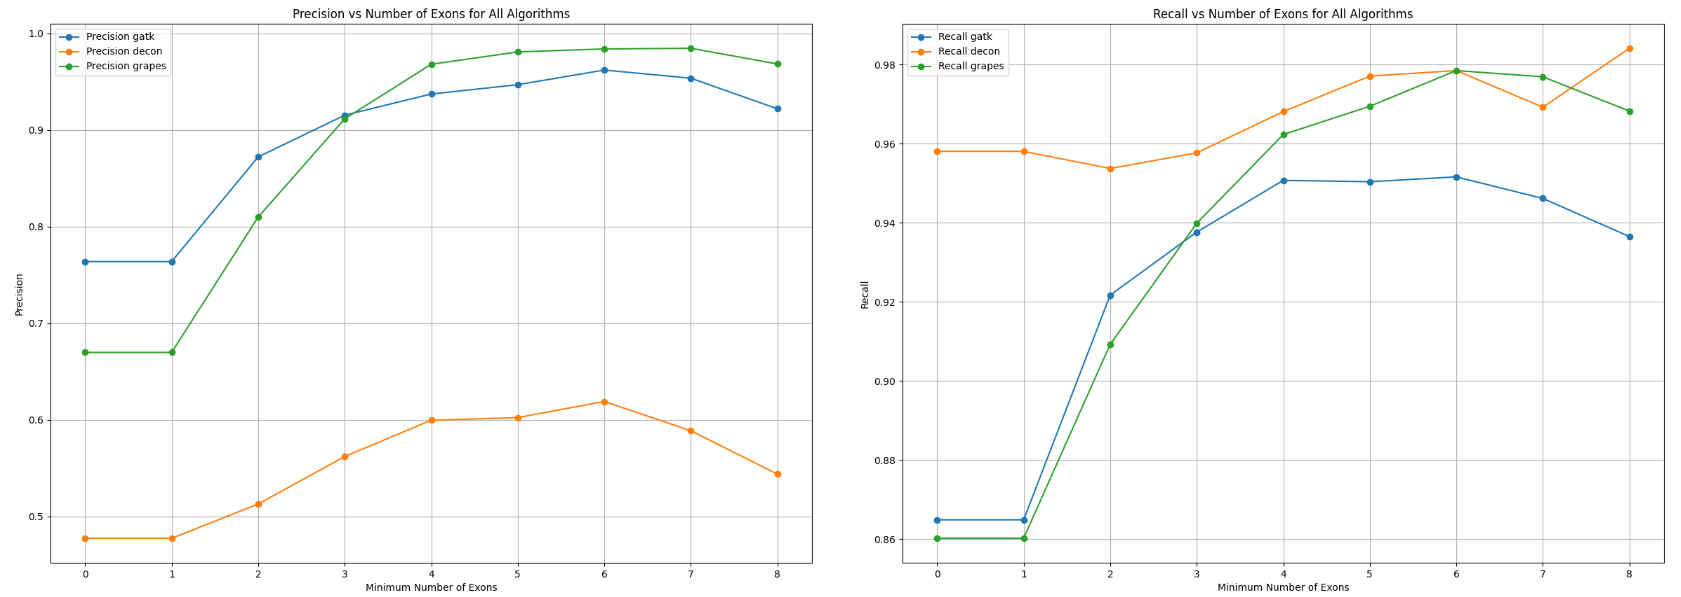 Precision vs Number of Exons for All Algorithms
Precision gatk
Precision decon
Precision grapes
1.0
0.9
0.8
0.7
0.6
0.5
Precision
0 1 2 3 4 5 6 7 8
Minimum Number of Exons
Recall vs Number of Exons for All Algorithms
Recall gatk
Recall decon
Recall grapes
0.98
0.96
0.94
0.92
0.90
0.88
0.86
Recall
0 1 2 3 4 5 6 7 8
Minimum Number of Exons